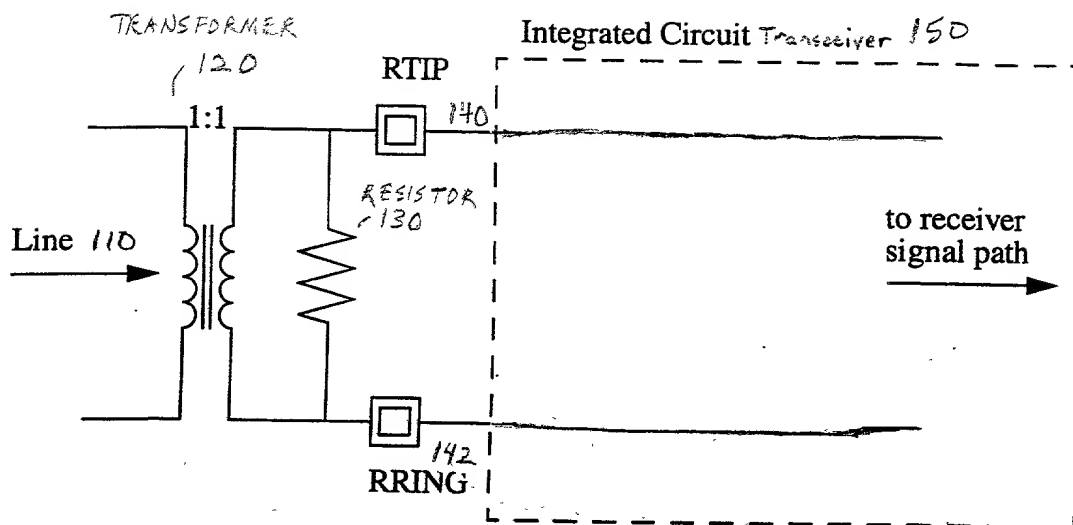 TRANSFORMER
120
Integrated Circuit Transceiver 150
RTIP
1:1
140
RESISTOR
130
Line 110
to receiver
signal path
142
RRING